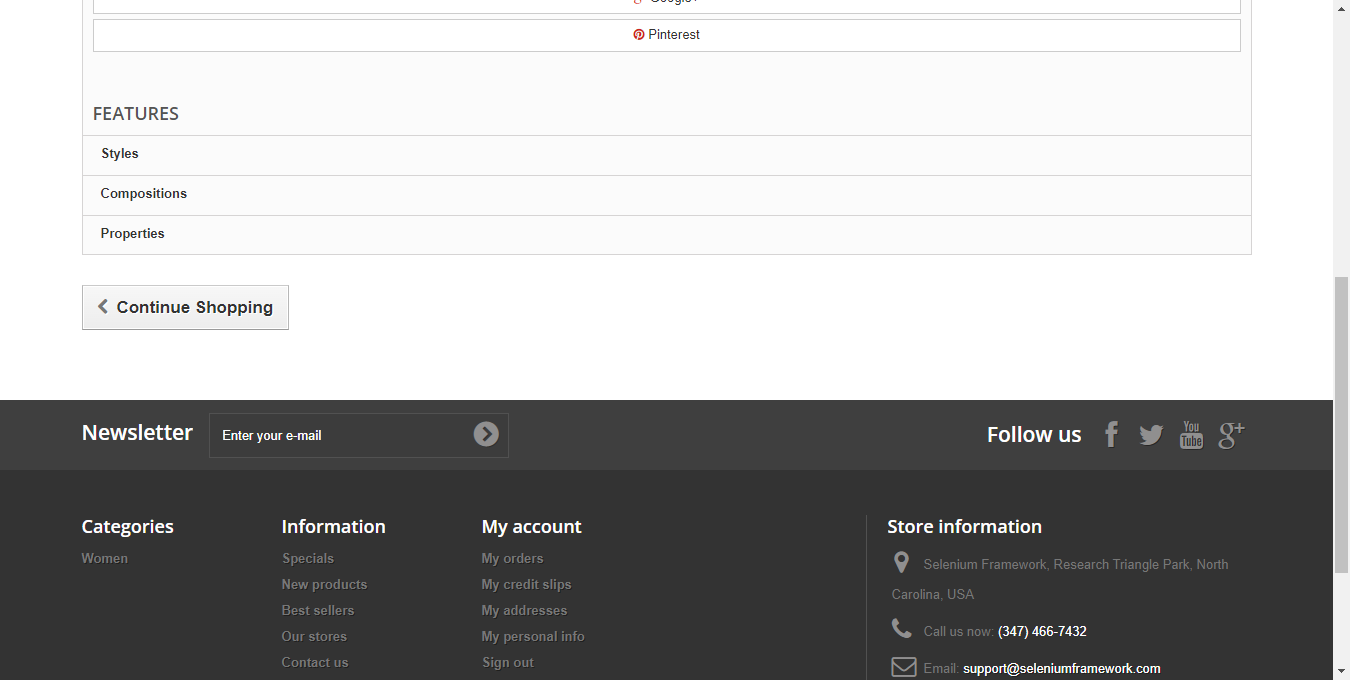 Pinterest
FEATURES
Styles
Compositions
Properties
Continue Shopping
Newsletter
Enter your e-mail
Follow us
You
Tube
g+
Categories
Women
Information
Specials
New products
Best sellers
Our stores
Contact us
My account
My orders
My credit slips
My addresses
My personal info
Sign out
Store information
Selenium Framework, Research Triangle Park, North
Carolina, USA
Call us now: (347) 466-7432
Email: support@seleniumframework.com